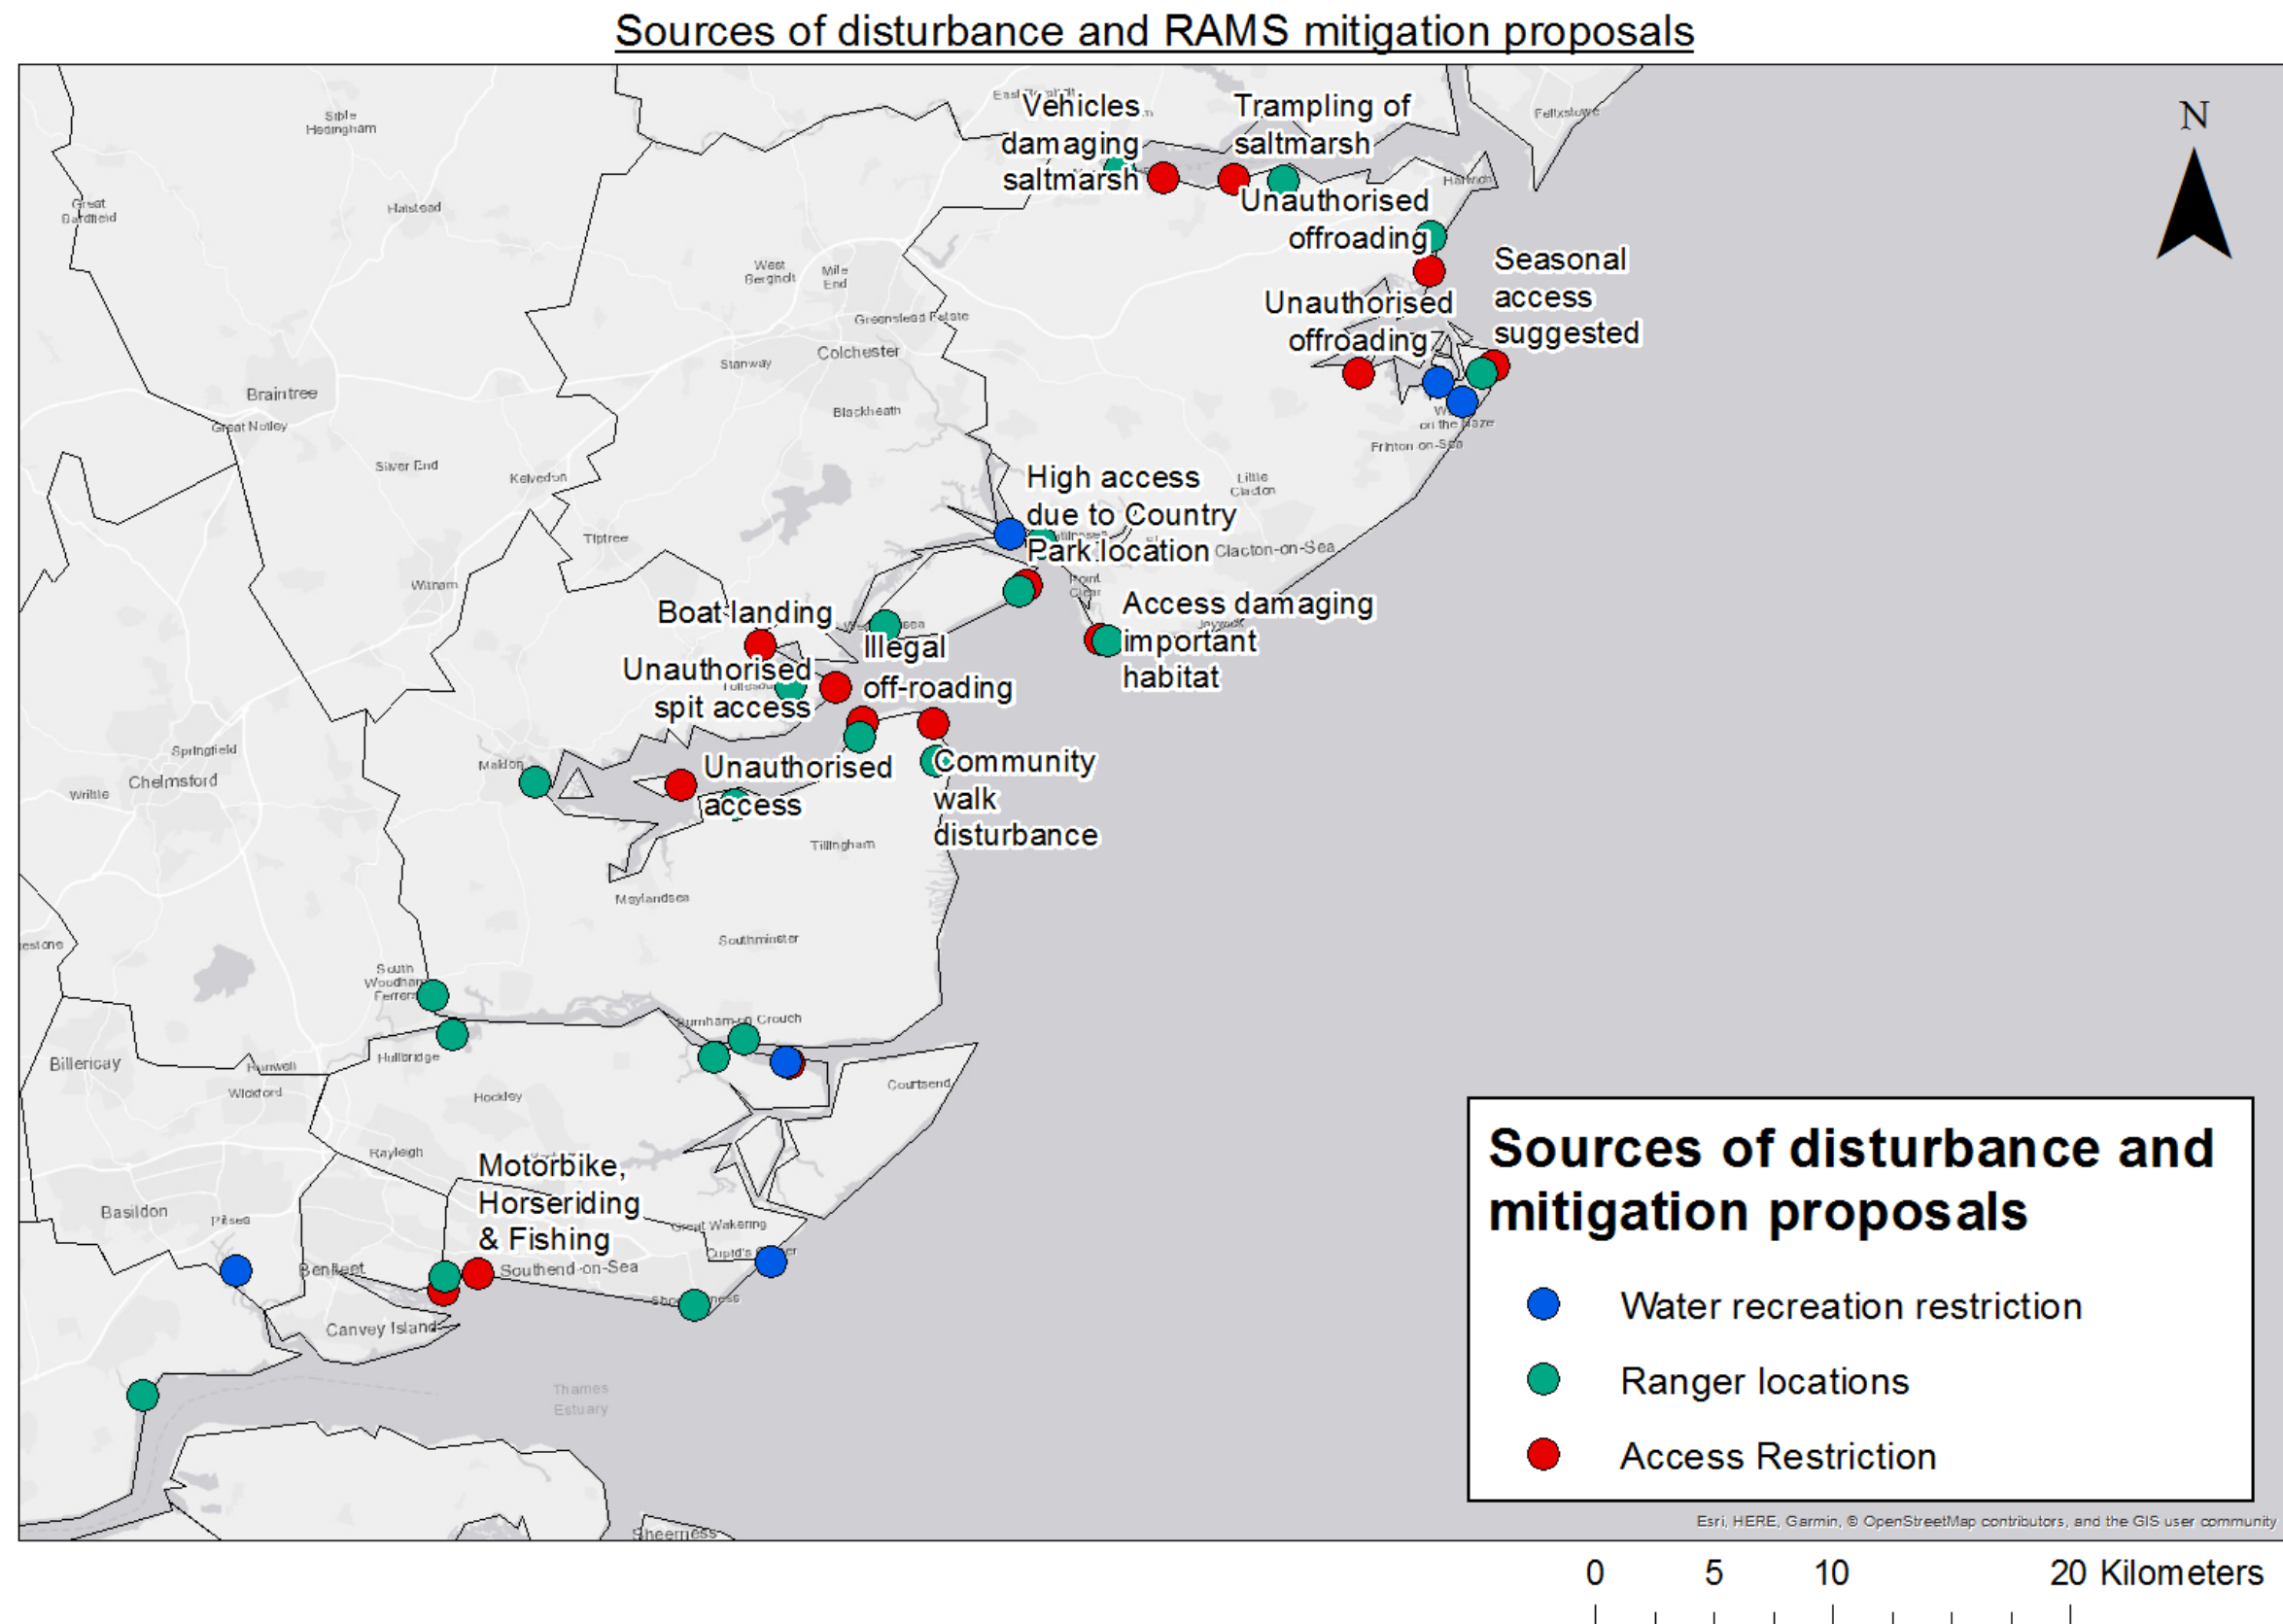 Sources of disturbance and RAMS mitigation proposals
Vehicles
damaging
saltmarsh
Trampling of
saltmarsh
Felixstowe
Sible
Hedingham
Harwich
Great
Bardfield
Halstead
Unauthorised
offroading
N
Seasonal
access
suggested
West
Bergholt
Mile
End
Unauthorised
offroading
Greenstead Estate
Colchester
Stanway
Braintree
Blackheath
Great Notley
on the Naze
Frinton-on-Sea
Silver End
Kelvedon
High access
due to Country
Park location
Little
Clacton
Tiptree
Clacton-on-Sea
Witham
Point
Clear
Boat landing
Access damaging
important
habitat
Jaywick
Illegal
off-roading
Unauthorised
spit access
Springfield
Chelmsford
Writtle
Maldon
Unauthorised
access
Community
walk
disturbance
Tillingham
Maylandsea
Southminster
South
Woodham
Ferrers
Burnham-on Crouch
Billericay
Runwell
Hullbridge
Wickford
Hockley
Courtsend
Rayleigh
Motorbike,
Horseriding
& Fishing
Basildon
Pitsea
Great Wakering
Benfleet
Southend-on-Sea
Canvey Island
Thames
Estuary
Sheerness
Sources of disturbance and
mitigation proposals
Water recreation restriction
Ranger locations
Access Restriction
Esri, HERE, Garmin, © OpenStreetMap contributors, and the GIS user community
0 5 10 20 Kilometers